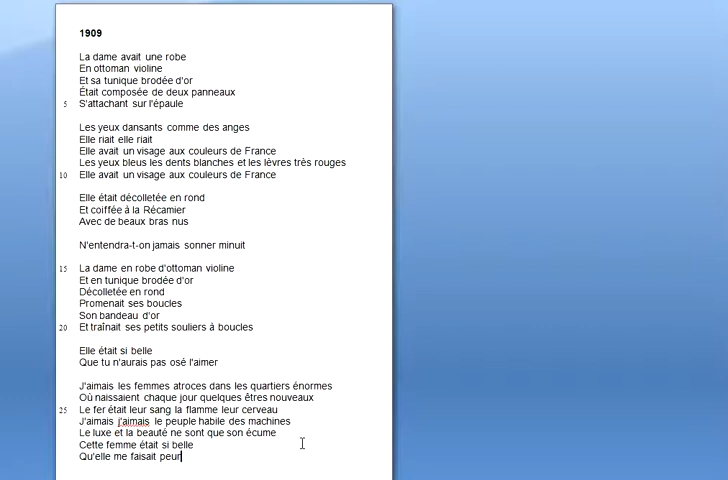 1909
La dame avait une robe
En ottoman violine
Et sa tunique brodée d'or
Était composée de deux panneaux
5 S'attachant sur l'épaule
Les yeux dansants comme des anges
Elle riait elle riait
Elle avait un visage aux couleurs de France
Les yeux bleus les dents blanches et les lèvres très rouges
10 Elle avait un visage aux couleurs de France
Elle était décolletée en rond
Et coiffée à la Récamier
Avec de beaux bras nus
N'entendra-t-on jamais sonner minuit
15 La dame en robe d'ottoman violine
Et en tunique brodée d'or
Décolletée en rond
Promenait ses boucles
Son bandeau d'or
20 Et traînait ses petits souliers à boucles
Elle était si belle
Que tu n'aurais pas osé l'aimer
J'aimais les femmes atroces dans les quartiers énormes
Où naissaient chaque jour quelques êtres nouveaux
25 Le fer était leur sang la flamme leur cerveau
J'aimais j'aimais le peuple habile des machines
Le luxe et la beauté ne sont que son écume
Cette femme était si belle
Qu'elle me faisait peur